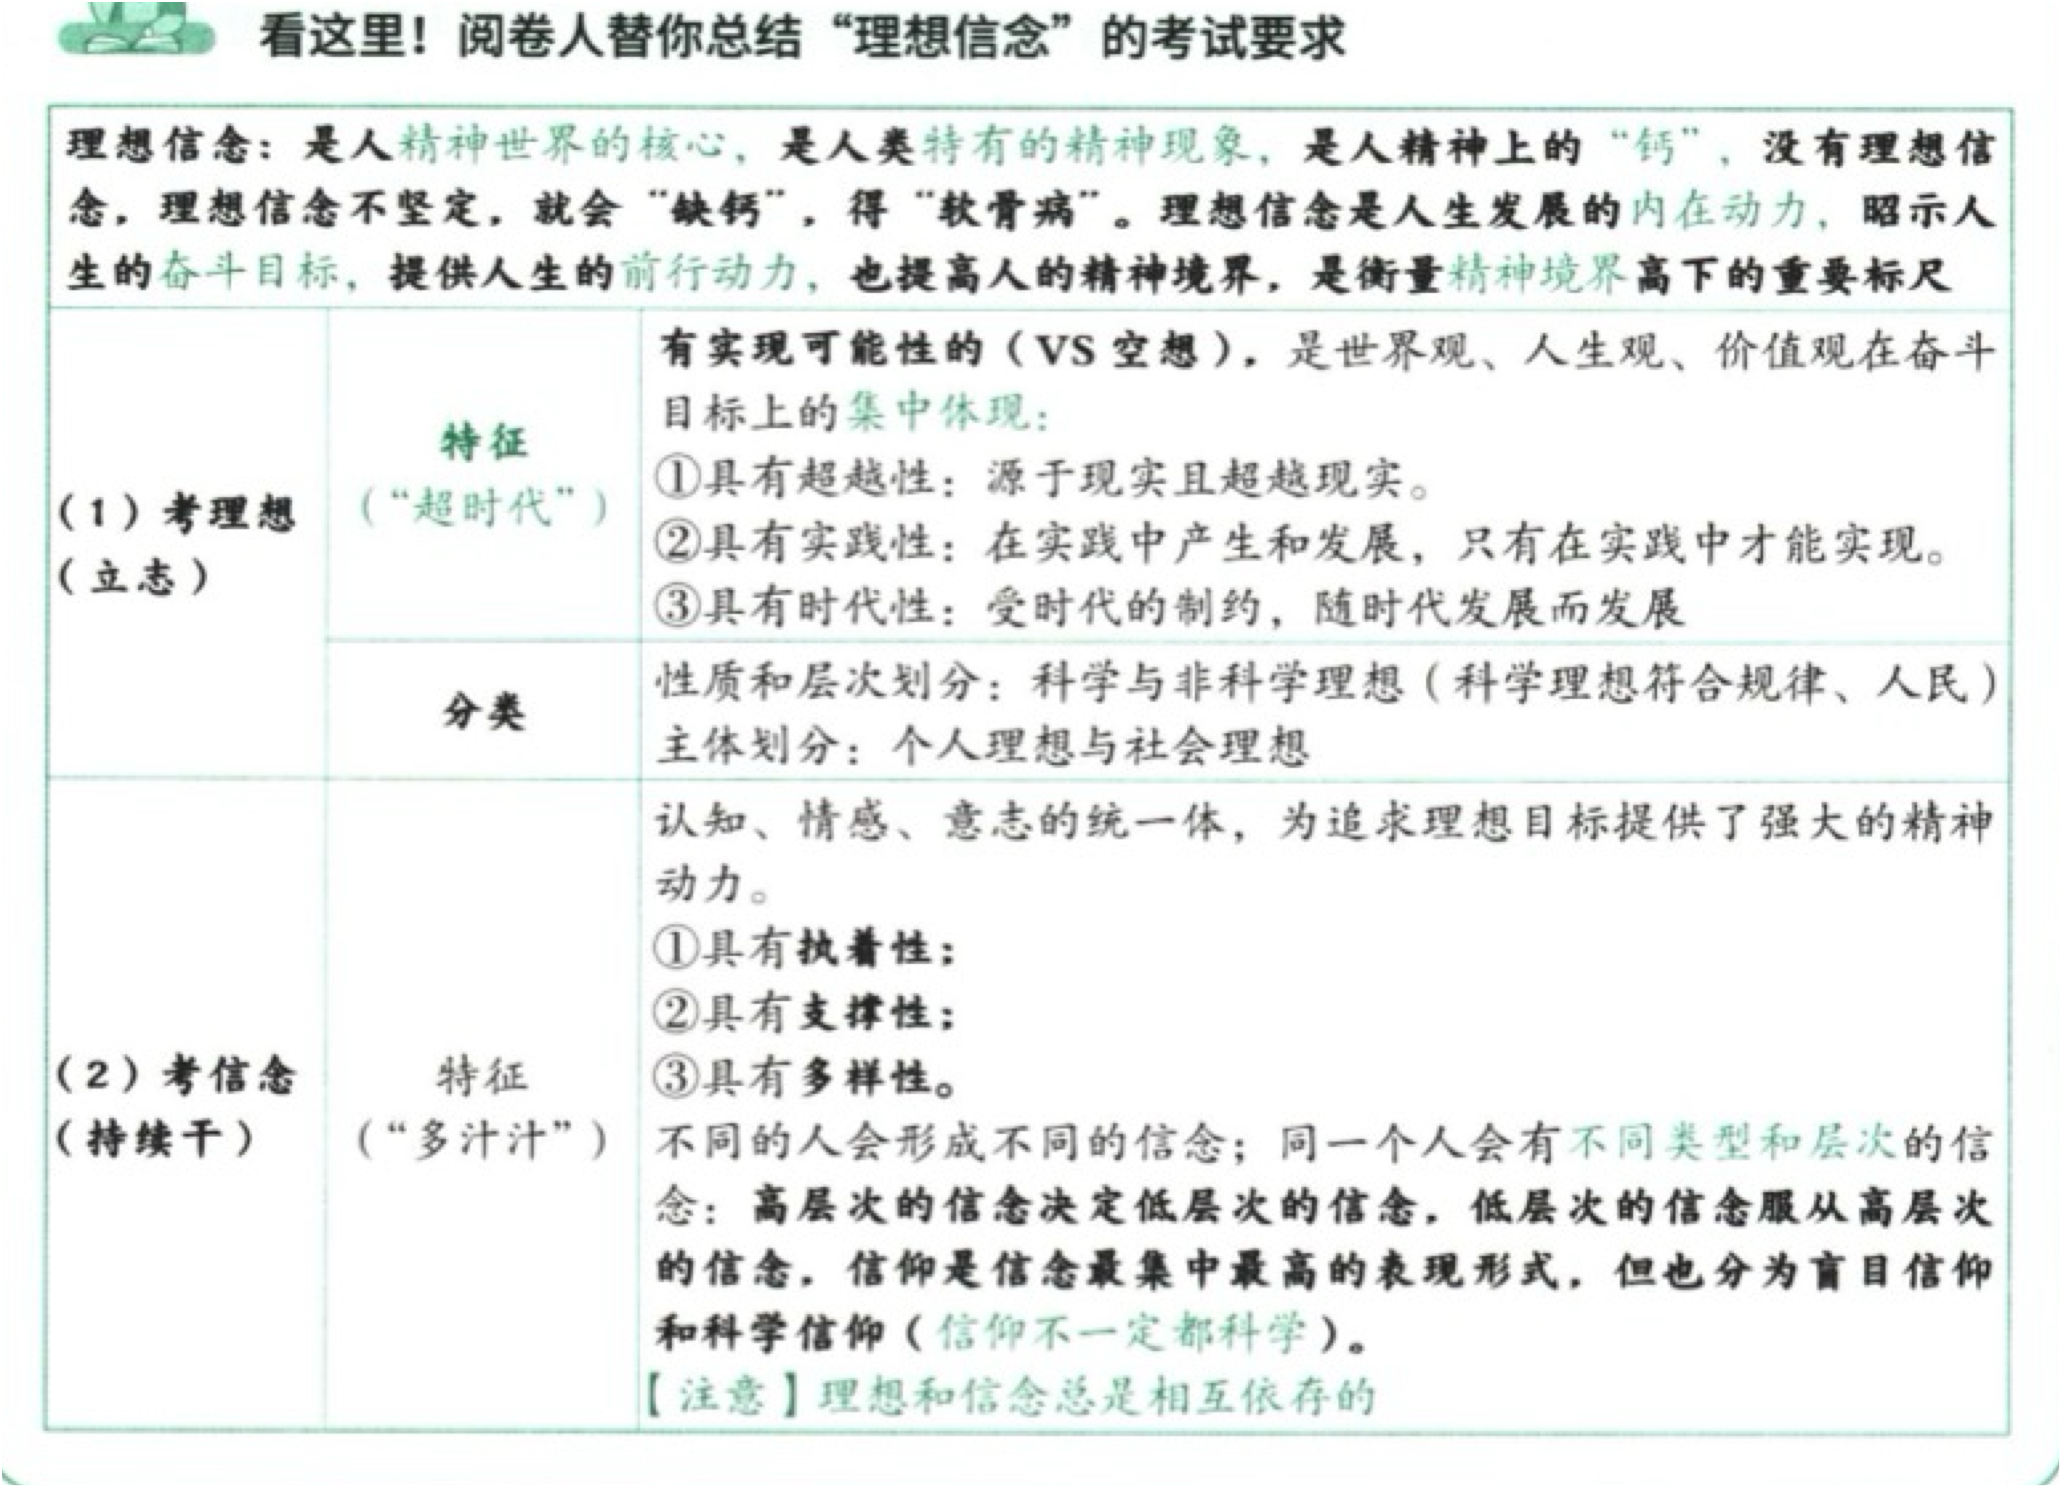 看这里！阅卷人替你总结“理想信念”的考试要求
理想信念：是人精神世界的核心，是人类特有的精神现象，是人精神上的“钙”，没有理想信
念，理想信念不坚定，就会“缺钙”，得“软骨病”。理想信念是人生发展的内在动力，昭示人
生的奋斗目标，提供人生的前行动力，也提高人的精神境界，是衡量精神境界高下的重要标尺
（1）考理想
（立志）
特征
（“超时代”）
有实现可能性的（VS 空想），是世界观、人生观、价值观在奋斗
目标上的集中体现：
①具有超越性：源于现实且超越现实。
②具有实践性：在实践中产生和发展，只有在实践中才能实现。
③具有时代性：受时代的制约，随时代发展而发展
分类
性质和层次划分：科学与非科学理想（科学理想符合规律、人民）
主体划分：个人理想与社会理想
（2）考信念
（持续干）
特征
（“多汁汁”）
认知、情感、意志的统一体，为追求理想目标提供了强大的精神
动力。
①具有执着性；
②具有支撑性；
③具有多样性。
不同的人会形成不同的信念；同一个人会有不同类型和层次的信
念：高层次的信念决定低层次的信念，低层次的信念服从高层次
的信念，信仰是信念最集中最高的表现形式，但也分为盲目信仰
和科学信仰（信仰不一定都科学）。
【注意】理想和信念总是相互依存的